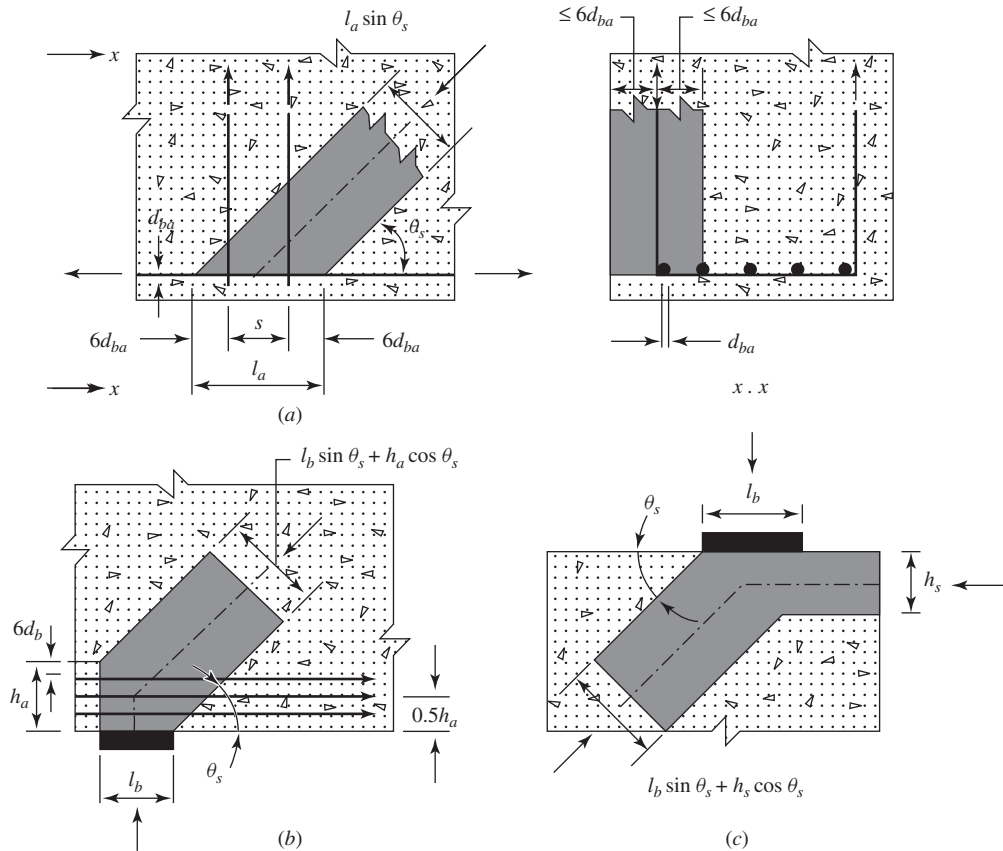 l_a sin θ_s
x
d_ba
θ_s
6d_ba
s
6d_ba
l_a
x
(a)
≤ 6d_ba
≤ 6d_ba
d_ba
x . x
l_b sin θ_s + h_a cos θ_s
6d_b
h_a
0.5h_a
θ_s
l_b
(b)
l_b
θ_s
h_s
l_b sin θ_s + h_s cos θ_s
(c)